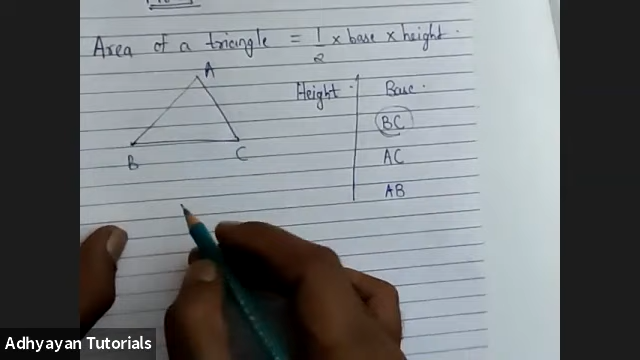 Area of a triangle = 1/2 x base x height.
A
B
C
Height.
Base.
BC
AC
AB
Adhyayan Tutorials